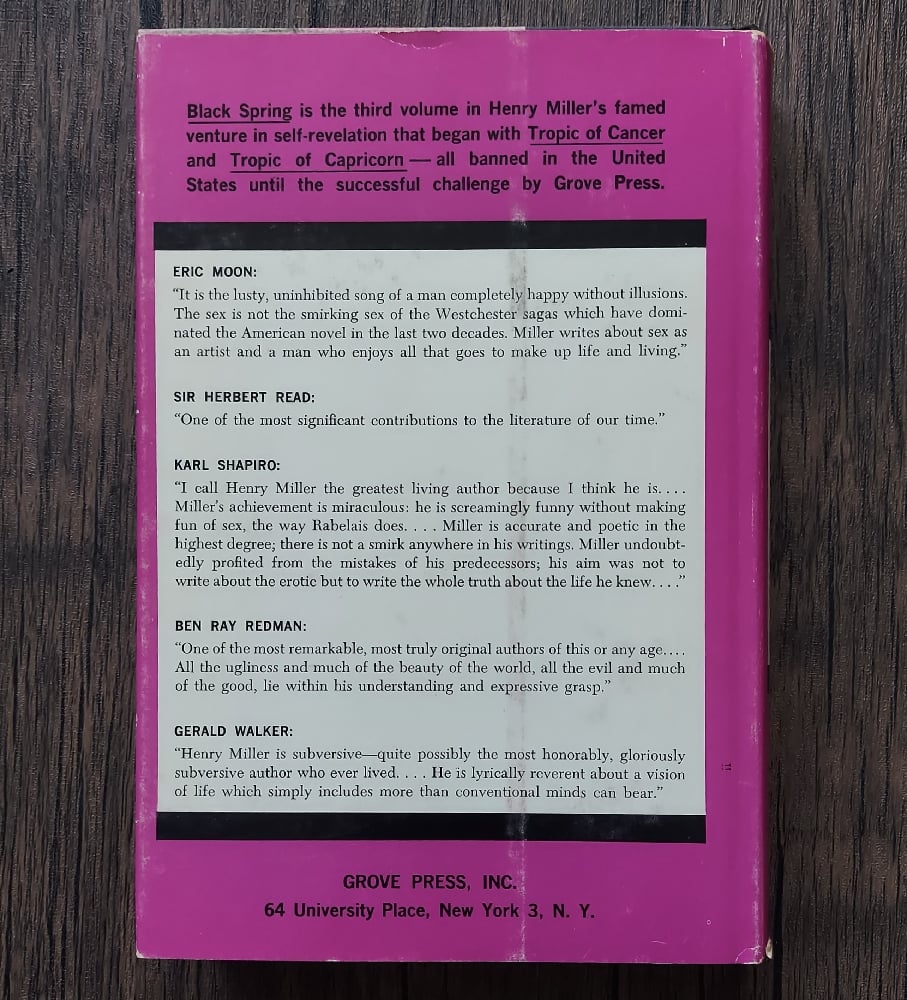 Black Spring is the third volume in Henry Miller's famed
venture in self-revelation that began with Tropic of Cancer
and Tropic of Capricorn — all banned in the United
States until the successful challenge by Grove Press.
ERIC MOON:
“It is the lusty, uninhibited song of a man completely happy without illusions.
The sex is not the smirking sex of the Westchester sagas which have domi-
nated the American novel in the last two decades. Miller writes about sex as
an artist and a man who enjoys all that goes to make up life and living.”
SIR HERBERT READ:
“One of the most significant contributions to the literature of our time.”
KARL SHAPIRO:
“I call Henry Miller the greatest living author because I think he is. . . .
Miller's achievement is miraculous: he is screamingly funny without making
fun of sex, the way Rabelais does. . . . Miller is accurate and poetic in the
highest degree; there is not a smirk anywhere in his writings. Miller undoubt-
edly profited from the mistakes of his predecessors; his aim was not to
write about the erotic but to write the whole truth about the life he knew. . . .”
BEN RAY REDMAN:
“One of the most remarkable, most truly original authors of this or any age....
All the ugliness and much of the beauty of the world, all the evil and much
of the good, lie within his understanding and expressive grasp.”
GERALD WALKER:
“Henry Miller is subversive—quite possibly the most honorably, gloriously
subversive author who ever lived. . . . He is lyrically reverent about a vision
of life which simply includes more than conventional minds can bear.”
GROVE PRESS, INC.
64 University Place, New York 3, N. Y.